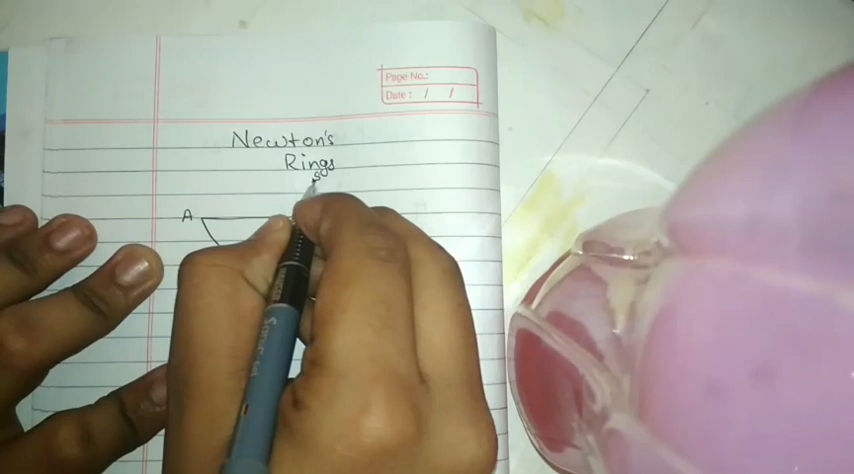 Page No.:
Date : / /
Newton's
Rings
S
A